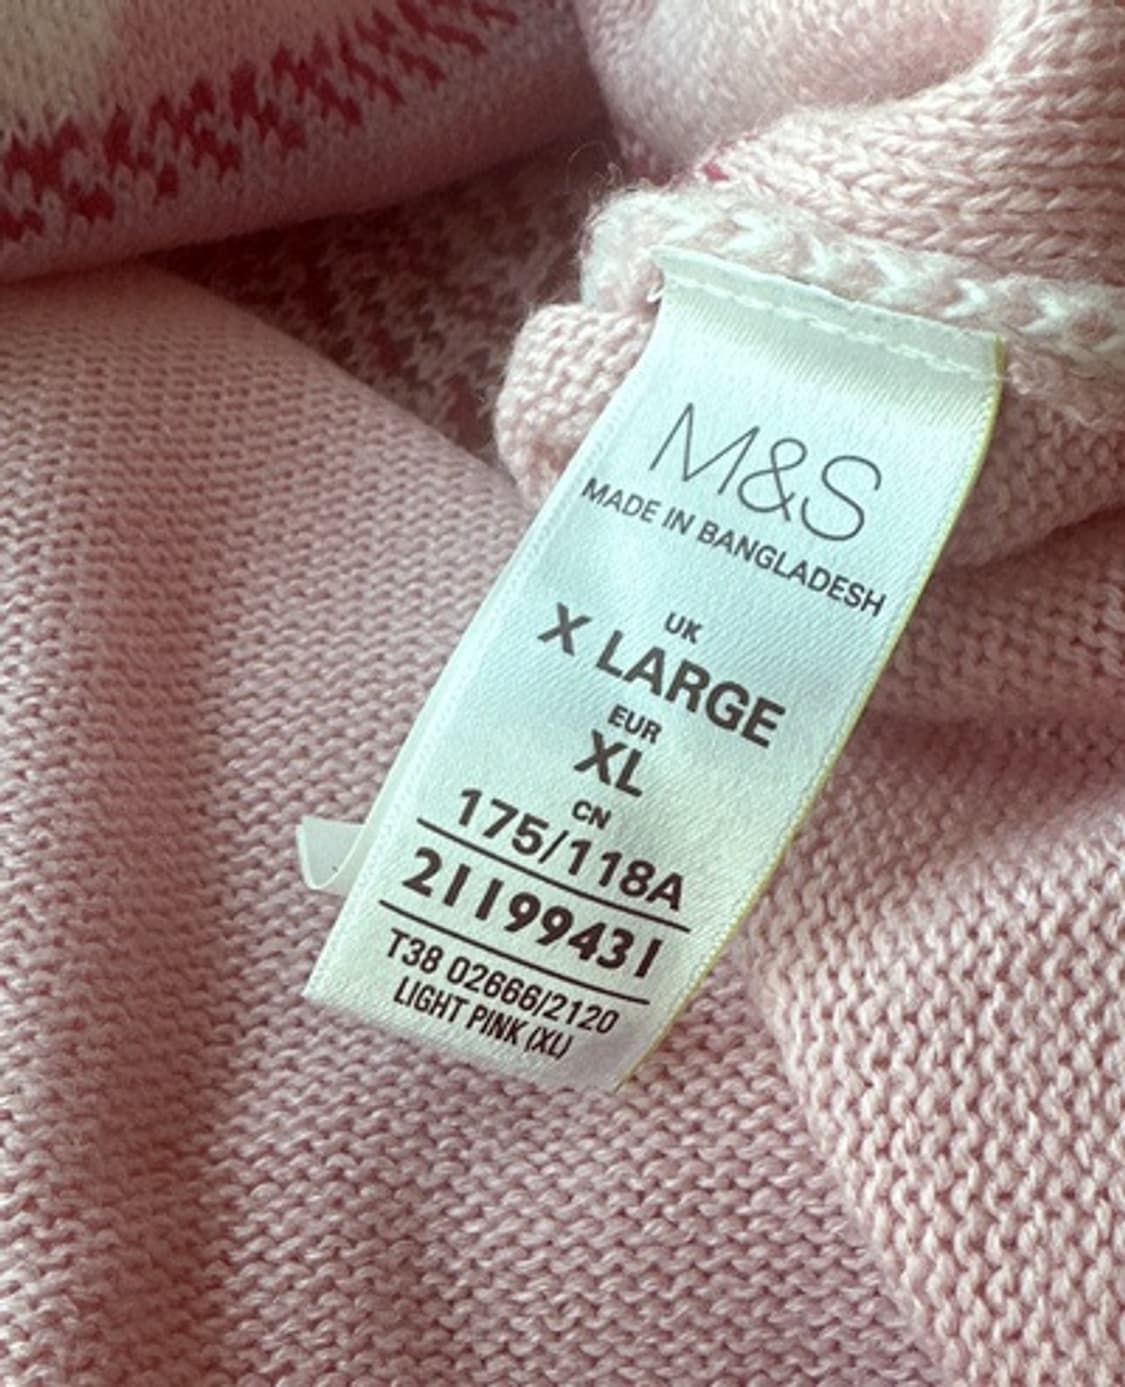 M&S
MADE IN BANGLADESH
UK
X LARGE
EUR
XL
CN
175/118A
21199431
T38 02666/2120
LIGHT PINK (XL)